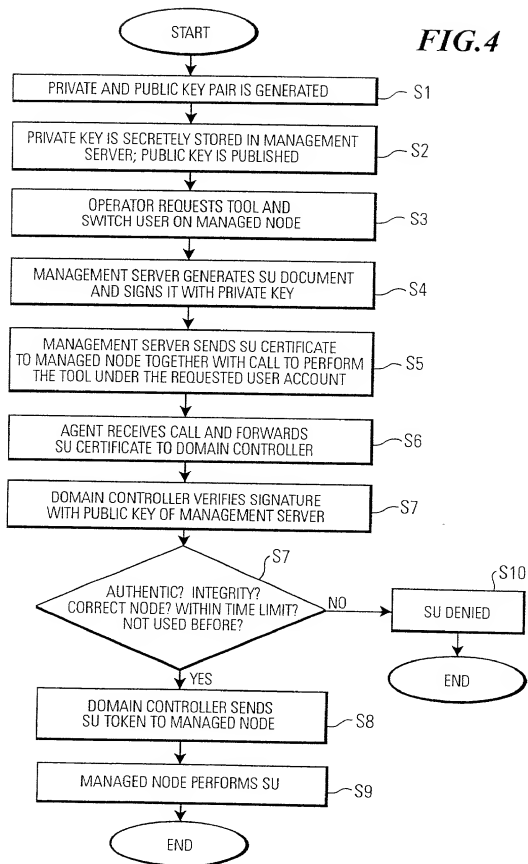 START
FIG.4
PRIVATE AND PUBLIC KEY PAIR IS GENERATED
S1
PRIVATE KEY IS SECRETELY STORED IN MANAGEMENT
SERVER; PUBLIC KEY IS PUBLISHED
S2
OPERATOR REQUESTS TOOL AND
SWITCH USER ON MANAGED NODE
S3
MANAGEMENT SERVER GENERATES SU DOCUMENT
AND SIGNS IT WITH PRIVATE KEY
S4
MANAGEMENT SERVER SENDS SU CERTIFICATE
TO MANAGED NODE TOGETHER WITH CALL TO PERFORM
THE TOOL UNDER THE REQUESTED USER ACCOUNT
S5
AGENT RECEIVES CALL AND FORWARDS
SU CERTIFICATE TO DOMAIN CONTROLLER
S6
DOMAIN CONTROLLER VERIFIES SIGNATURE
WITH PUBLIC KEY OF MANAGEMENT SERVER
S7
S7
AUTHENTIC? INTEGRITY?
CORRECT NODE? WITHIN TIME LIMIT?
NOT USED BEFORE?
NO
S10
SU DENIED
END
YES
DOMAIN CONTROLLER SENDS
SU TOKEN TO MANAGED NODE
S8
MANAGED NODE PERFORMS SU
S9
END